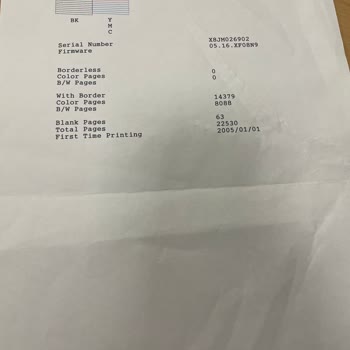 BK Y
M
C
Serial Number X8JM026902
Firmware 05.16.XF08N9
Borderless
Color Pages 0
B/W Pages 0
With Border
Color Pages 14379
B/W Pages 8088
Blank Pages 63
Total Pages 22530
First Time Printing 2005/01/01